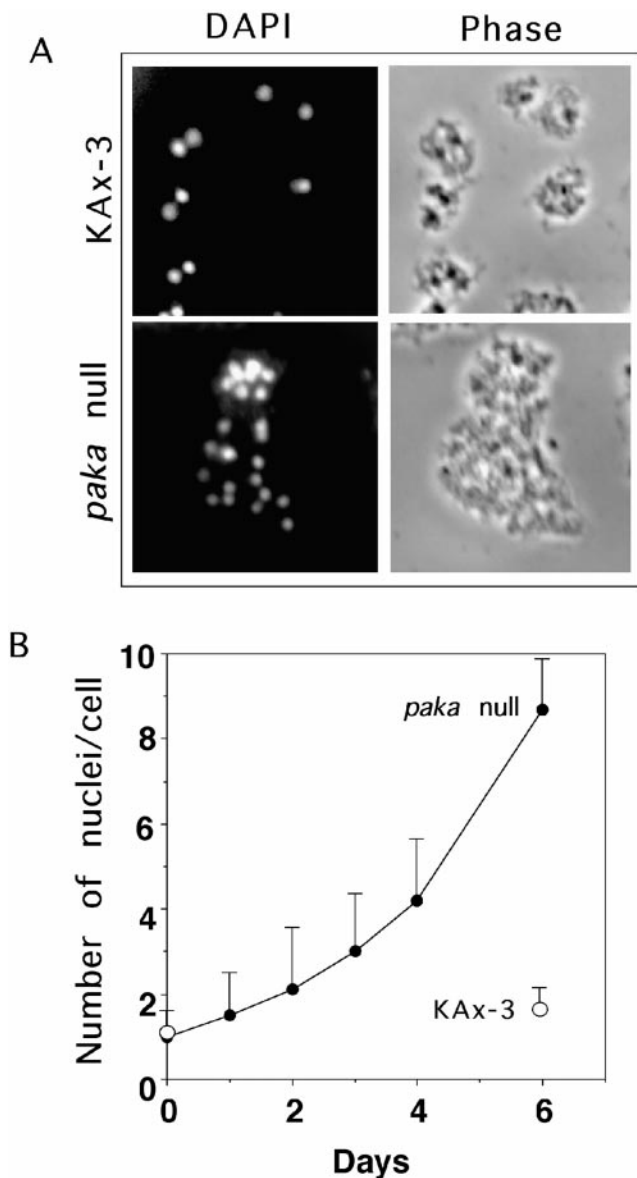 A
DAPI
Phase
KAx-3
paka null
B
Number of nuclei/cell
10
8
6
4
2
0
paka null
KAx-3
0
2
4
6
Days